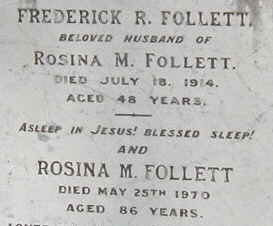 FREDERICK R. FOLLETT,
BELOVED HUSBAND OF
ROSINA M. FOLLETT.
DIED JULY 18, 1914.
AGED 48 YEARS.
ASLEEP IN JESUS! BLESSED SLEEP!
AND
ROSINA M. FOLLETT
DIED MAY 25TH 1970
AGED 86 YEARS.